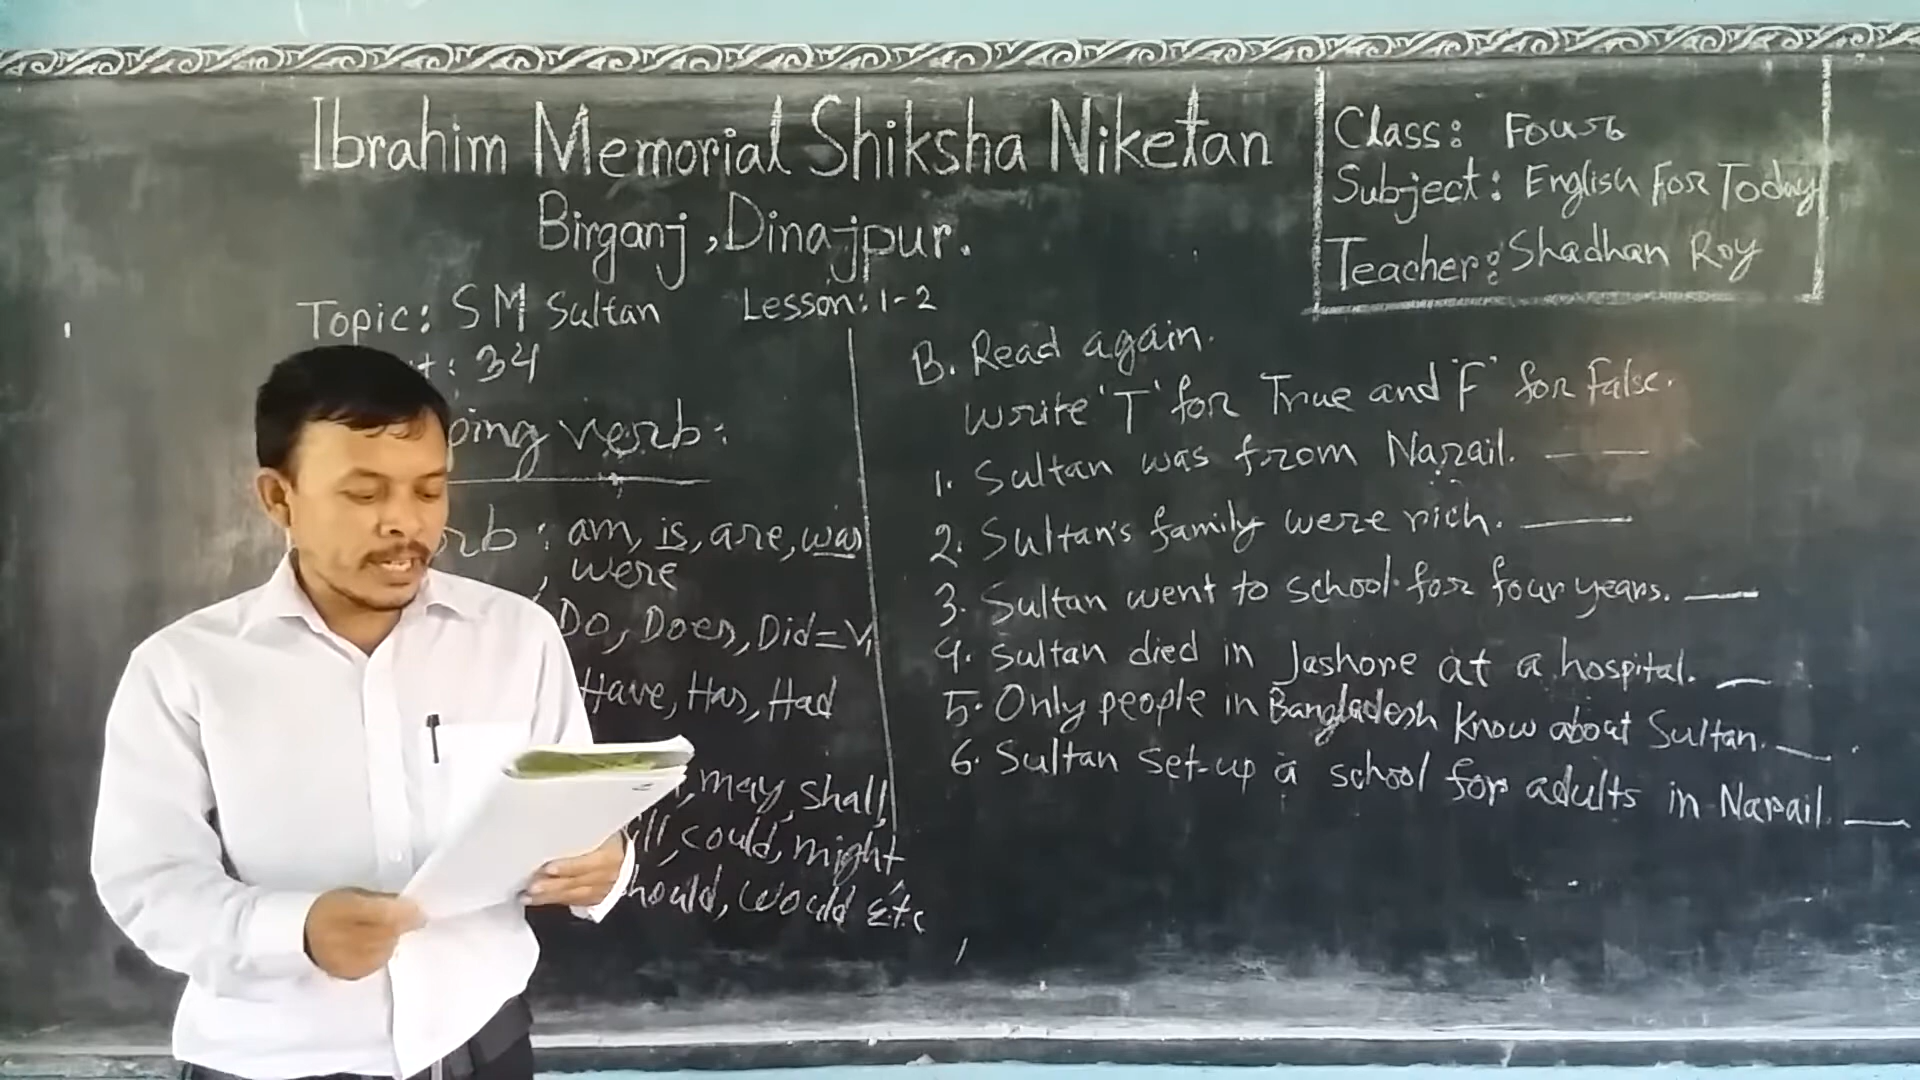 Ibrahim Memorial Shiksha Niketan
Birganj, Dinajpur.
Class: Four
Subject: English For Today
Teacher: Shadhan Roy
Topic: SM Sultan Lesson: 1-2
t: 34
ping verb:
rb: am, is, are, was
, were
Do, Does, Did = V
Have, Has, Had
, may, shall,
ill, could, might
hould, would Etc
B. Read again.
Write 'T' for True and 'F' for False.
1. Sultan was from Narail. ___
2. Sultan's family were rich. ___
3. Sultan went to school for four years. ___
4. Sultan died in Jashore at a hospital. ___
5. Only people in Bangladesh know about Sultan. ___
6. Sultan set-up a school for adults in Narail ___